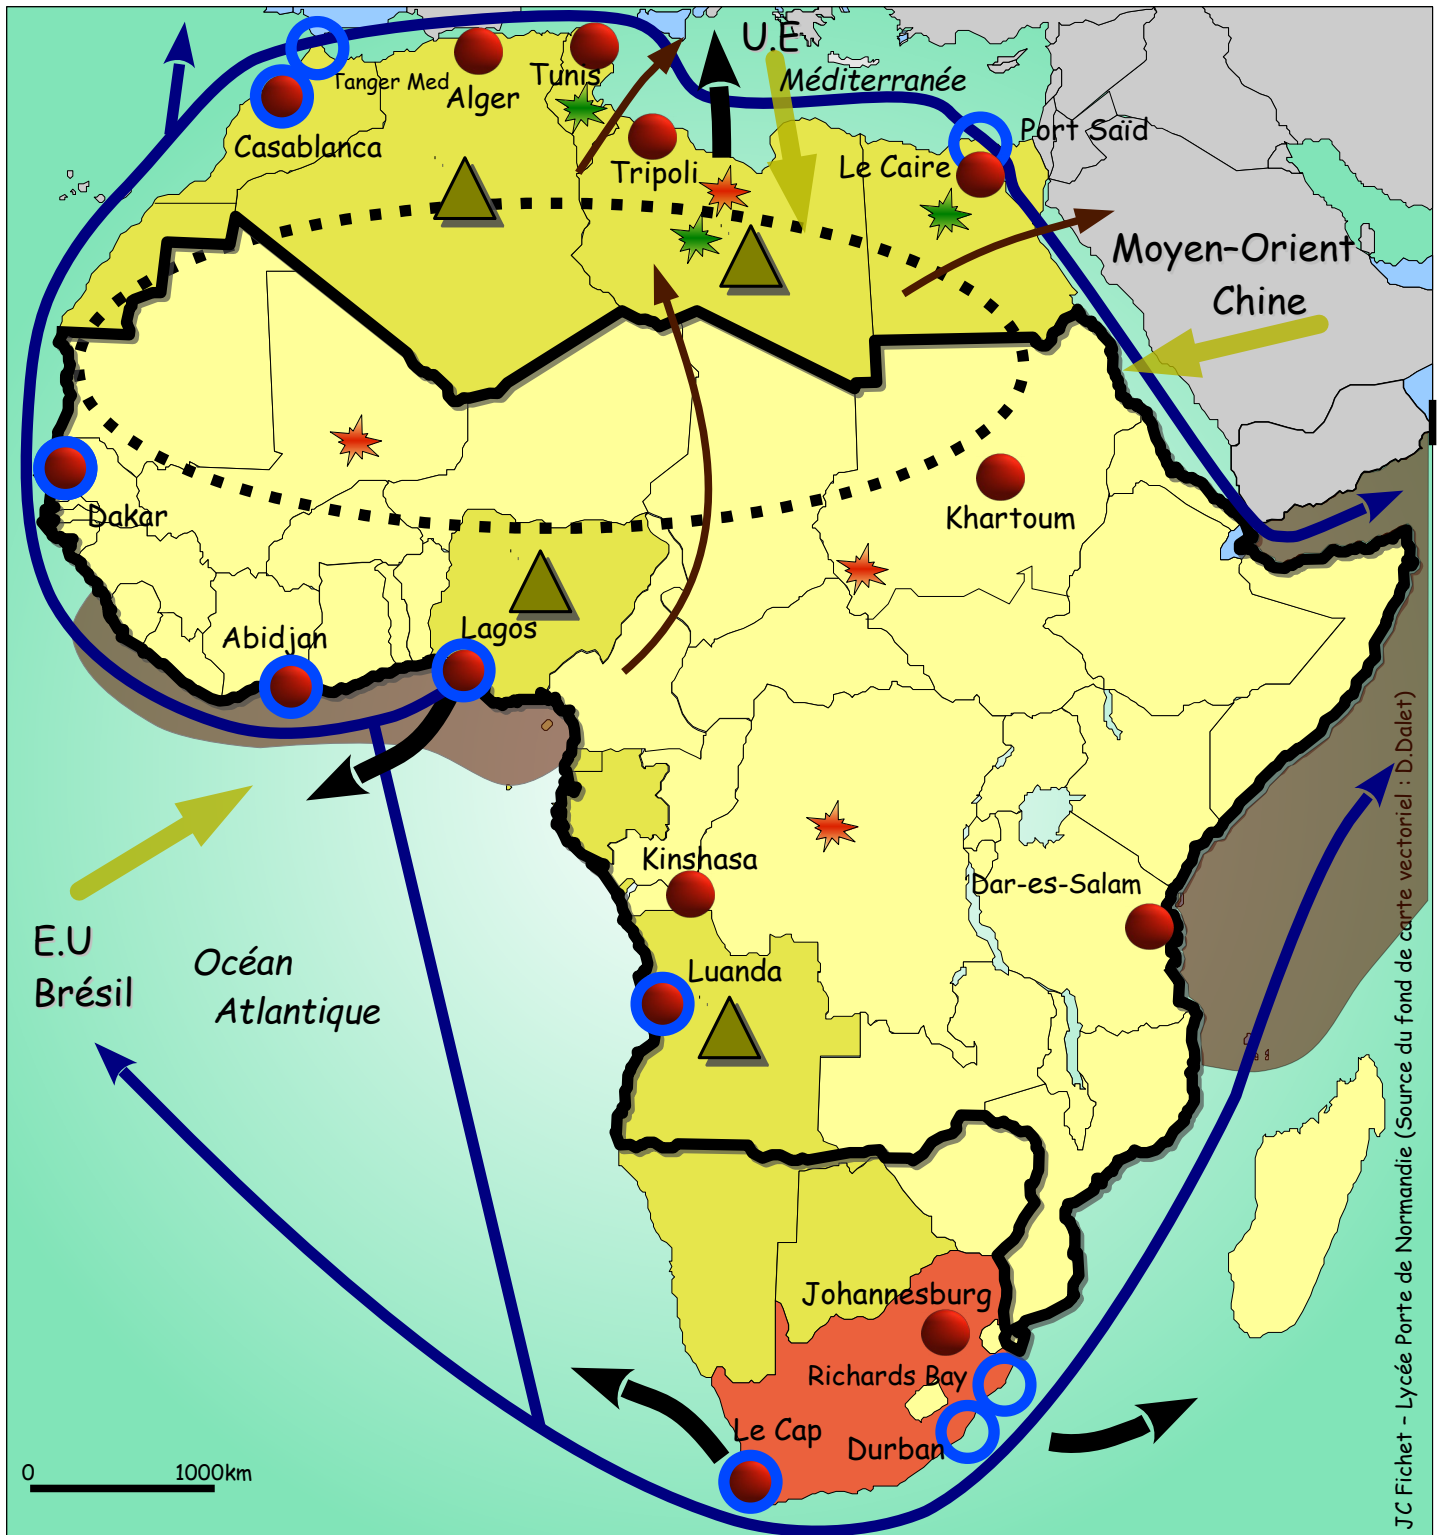 U.E
Méditerranée
Tanger Med
Tunis
Alger
Casablanca
Tripoli
Port Saïd
Le Caire
Moyen-Orient
Chine
Dakar
Khartoum
Abidjan
Lagos
Kinshasa
Dar-es-Salam
E.U
Brésil
Océan
Atlantique
Luanda
Johannesburg
Richards Bay
Le Cap
Durban
0 1000km
JC Fichet - Lycée Porte de Normandie (Source du fond de carte vectoriel : D.Dalet)